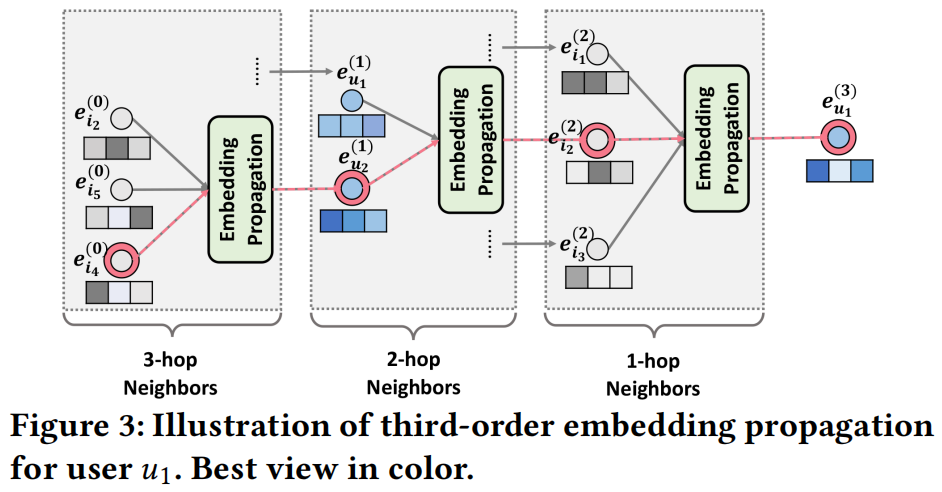 e_{i_2}^{(0)}
e_{i_5}^{(0)}
e_{i_4}^{(0)}
Embedding
Propagation
3-hop
Neighbors
e_{u_1}^{(1)}
e_{u_2}^{(1)}
Embedding
Propagation
2-hop
Neighbors
e_{i_1}^{(2)}
e_{i_2}^{(2)}
e_{i_3}^{(2)}
Embedding
Propagation
1-hop
Neighbors
e_{u_1}^{(3)}
Figure 3: Illustration of third-order embedding propagation
for user u_1. Best view in color.